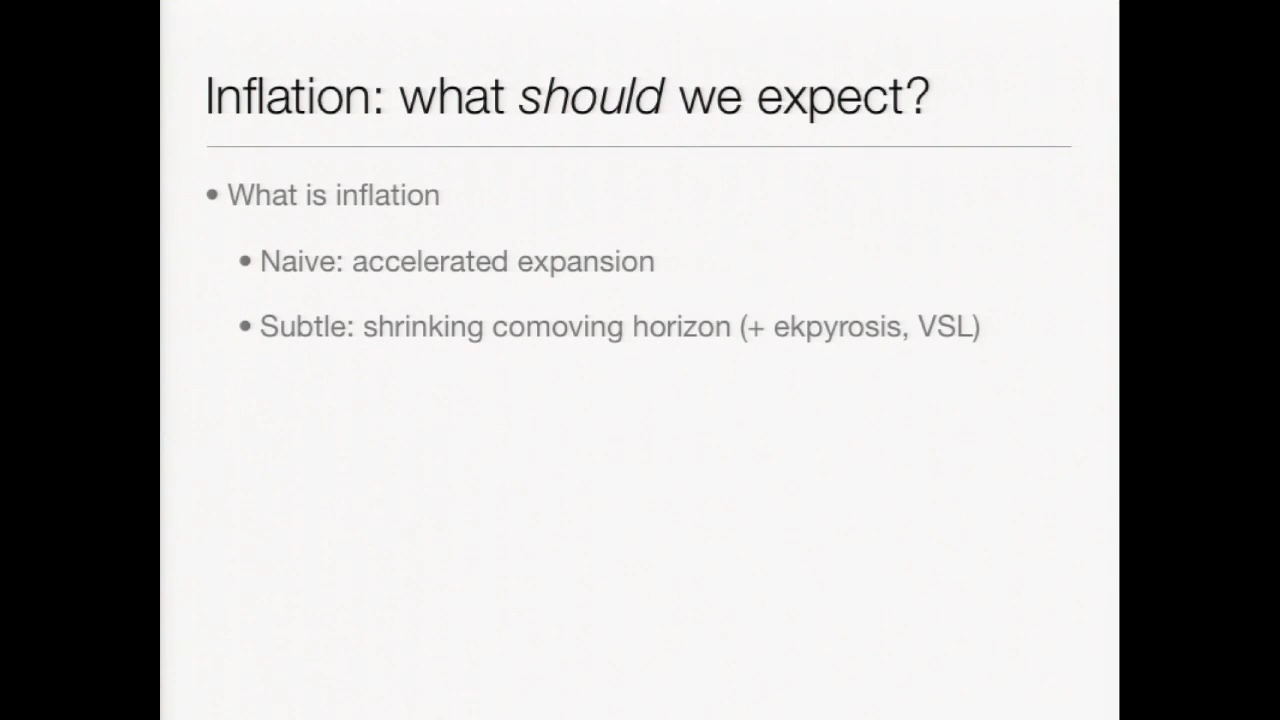 Inflation: what should we expect?
• What is inflation
• Naive: accelerated expansion
• Subtle: shrinking comoving horizon (+ ekpyrosis, VSL)